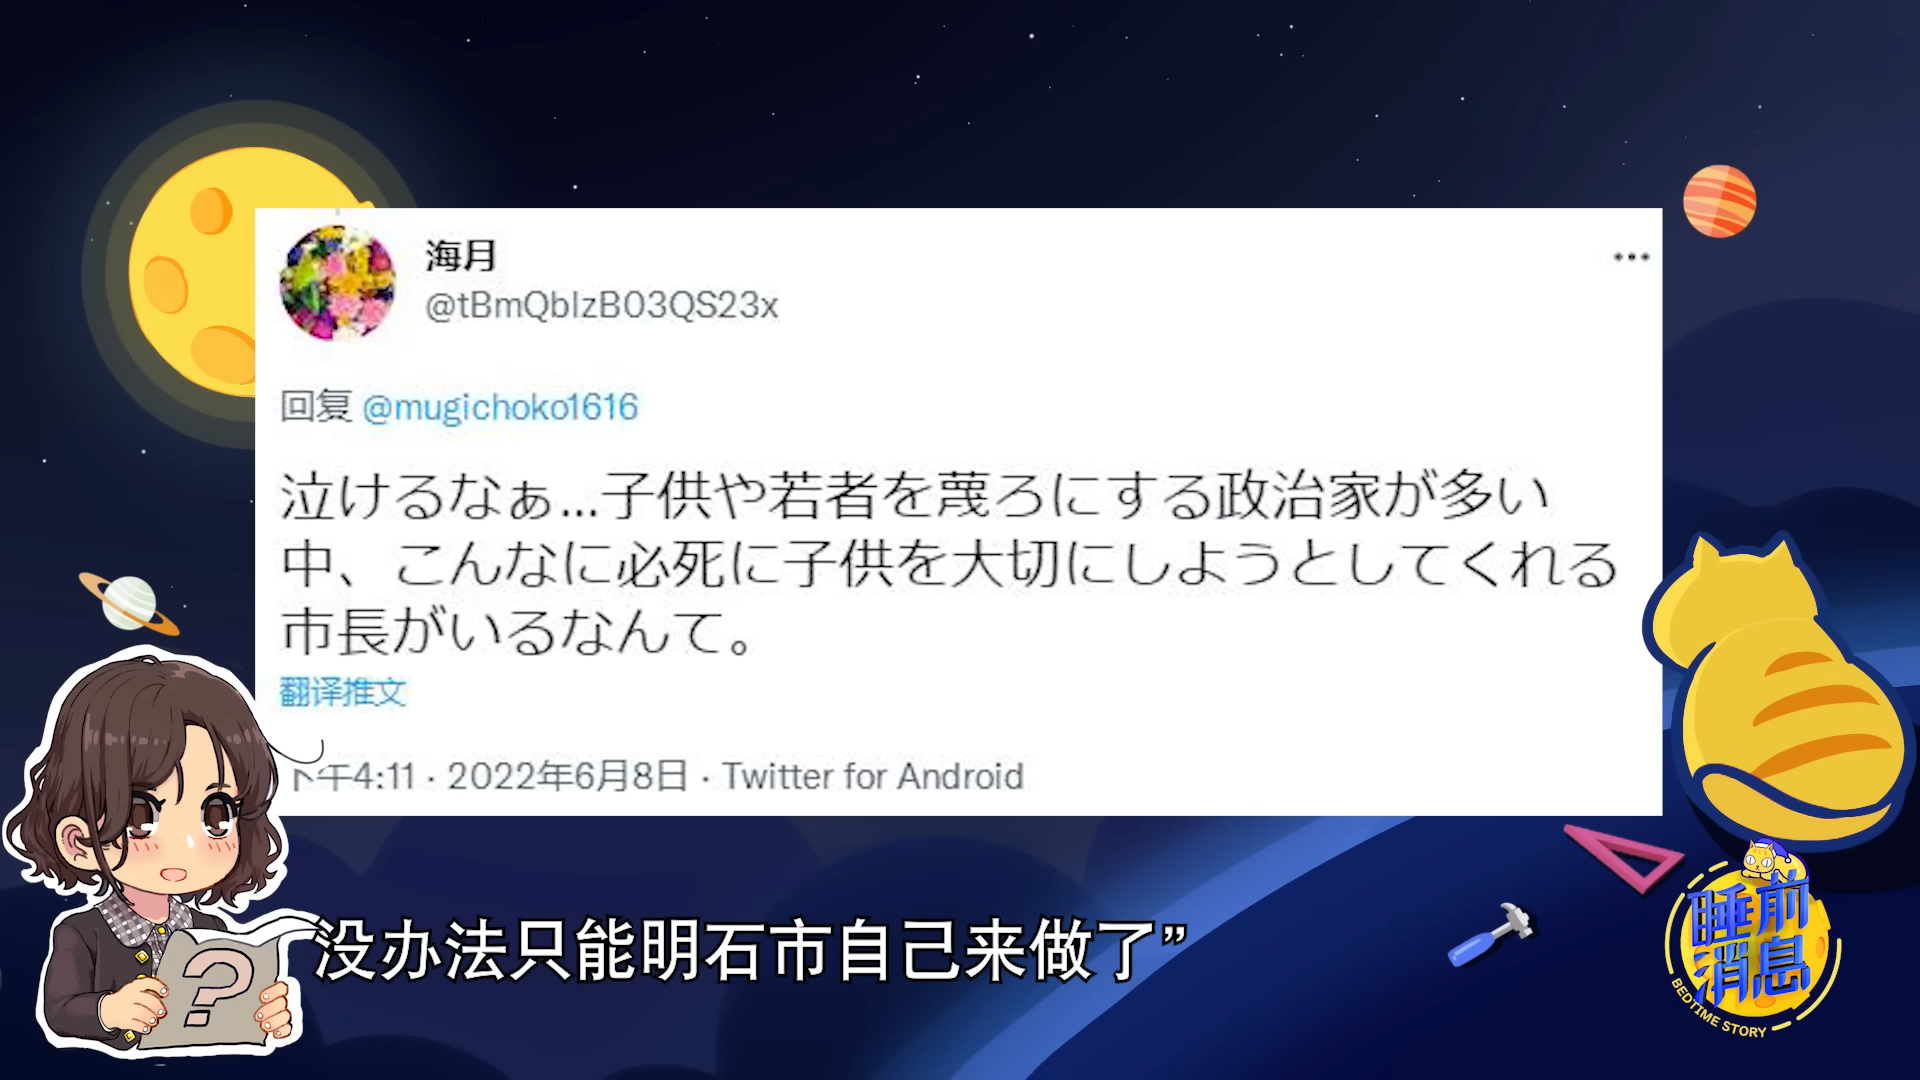 海月
@tBmQbIzB03QS23x
回复 @mugichoko1616
泣けるなぁ...子供や若者を蔑ろにする政治家が多い
中、こんなに必死に子供を大切にしようとしてくれる
市長がいるなんて。
翻译推文
下午4:11 · 2022年6月8日 · Twitter for Android
没办法只能明石市自己来做了”
?
睡前
消息
BEDTIME STORY